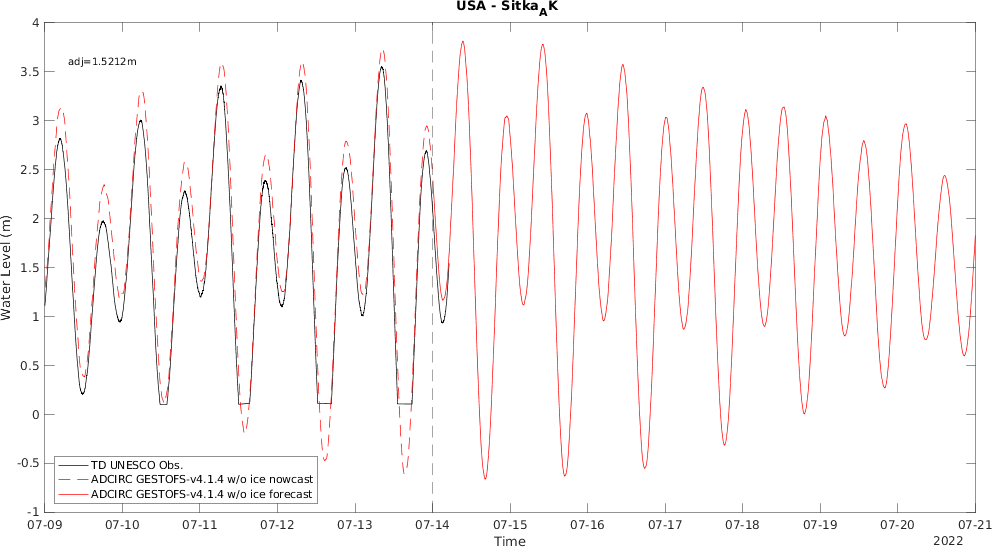 USA - Sitka_AK
adj=1.5212m
4
3.5
3
2.5
2
1.5
1
0.5
0
-0.5
-1
Water Level (m)
TD UNESCO Obs.
ADCIRC GESTOFS-v4.1.4 w/o ice nowcast
ADCIRC GESTOFS-v4.1.4 w/o ice forecast
07-09 07-10 07-11 07-12 07-13 07-14 07-15 07-16 07-17 07-18 07-19 07-20 07-21
Time
2022